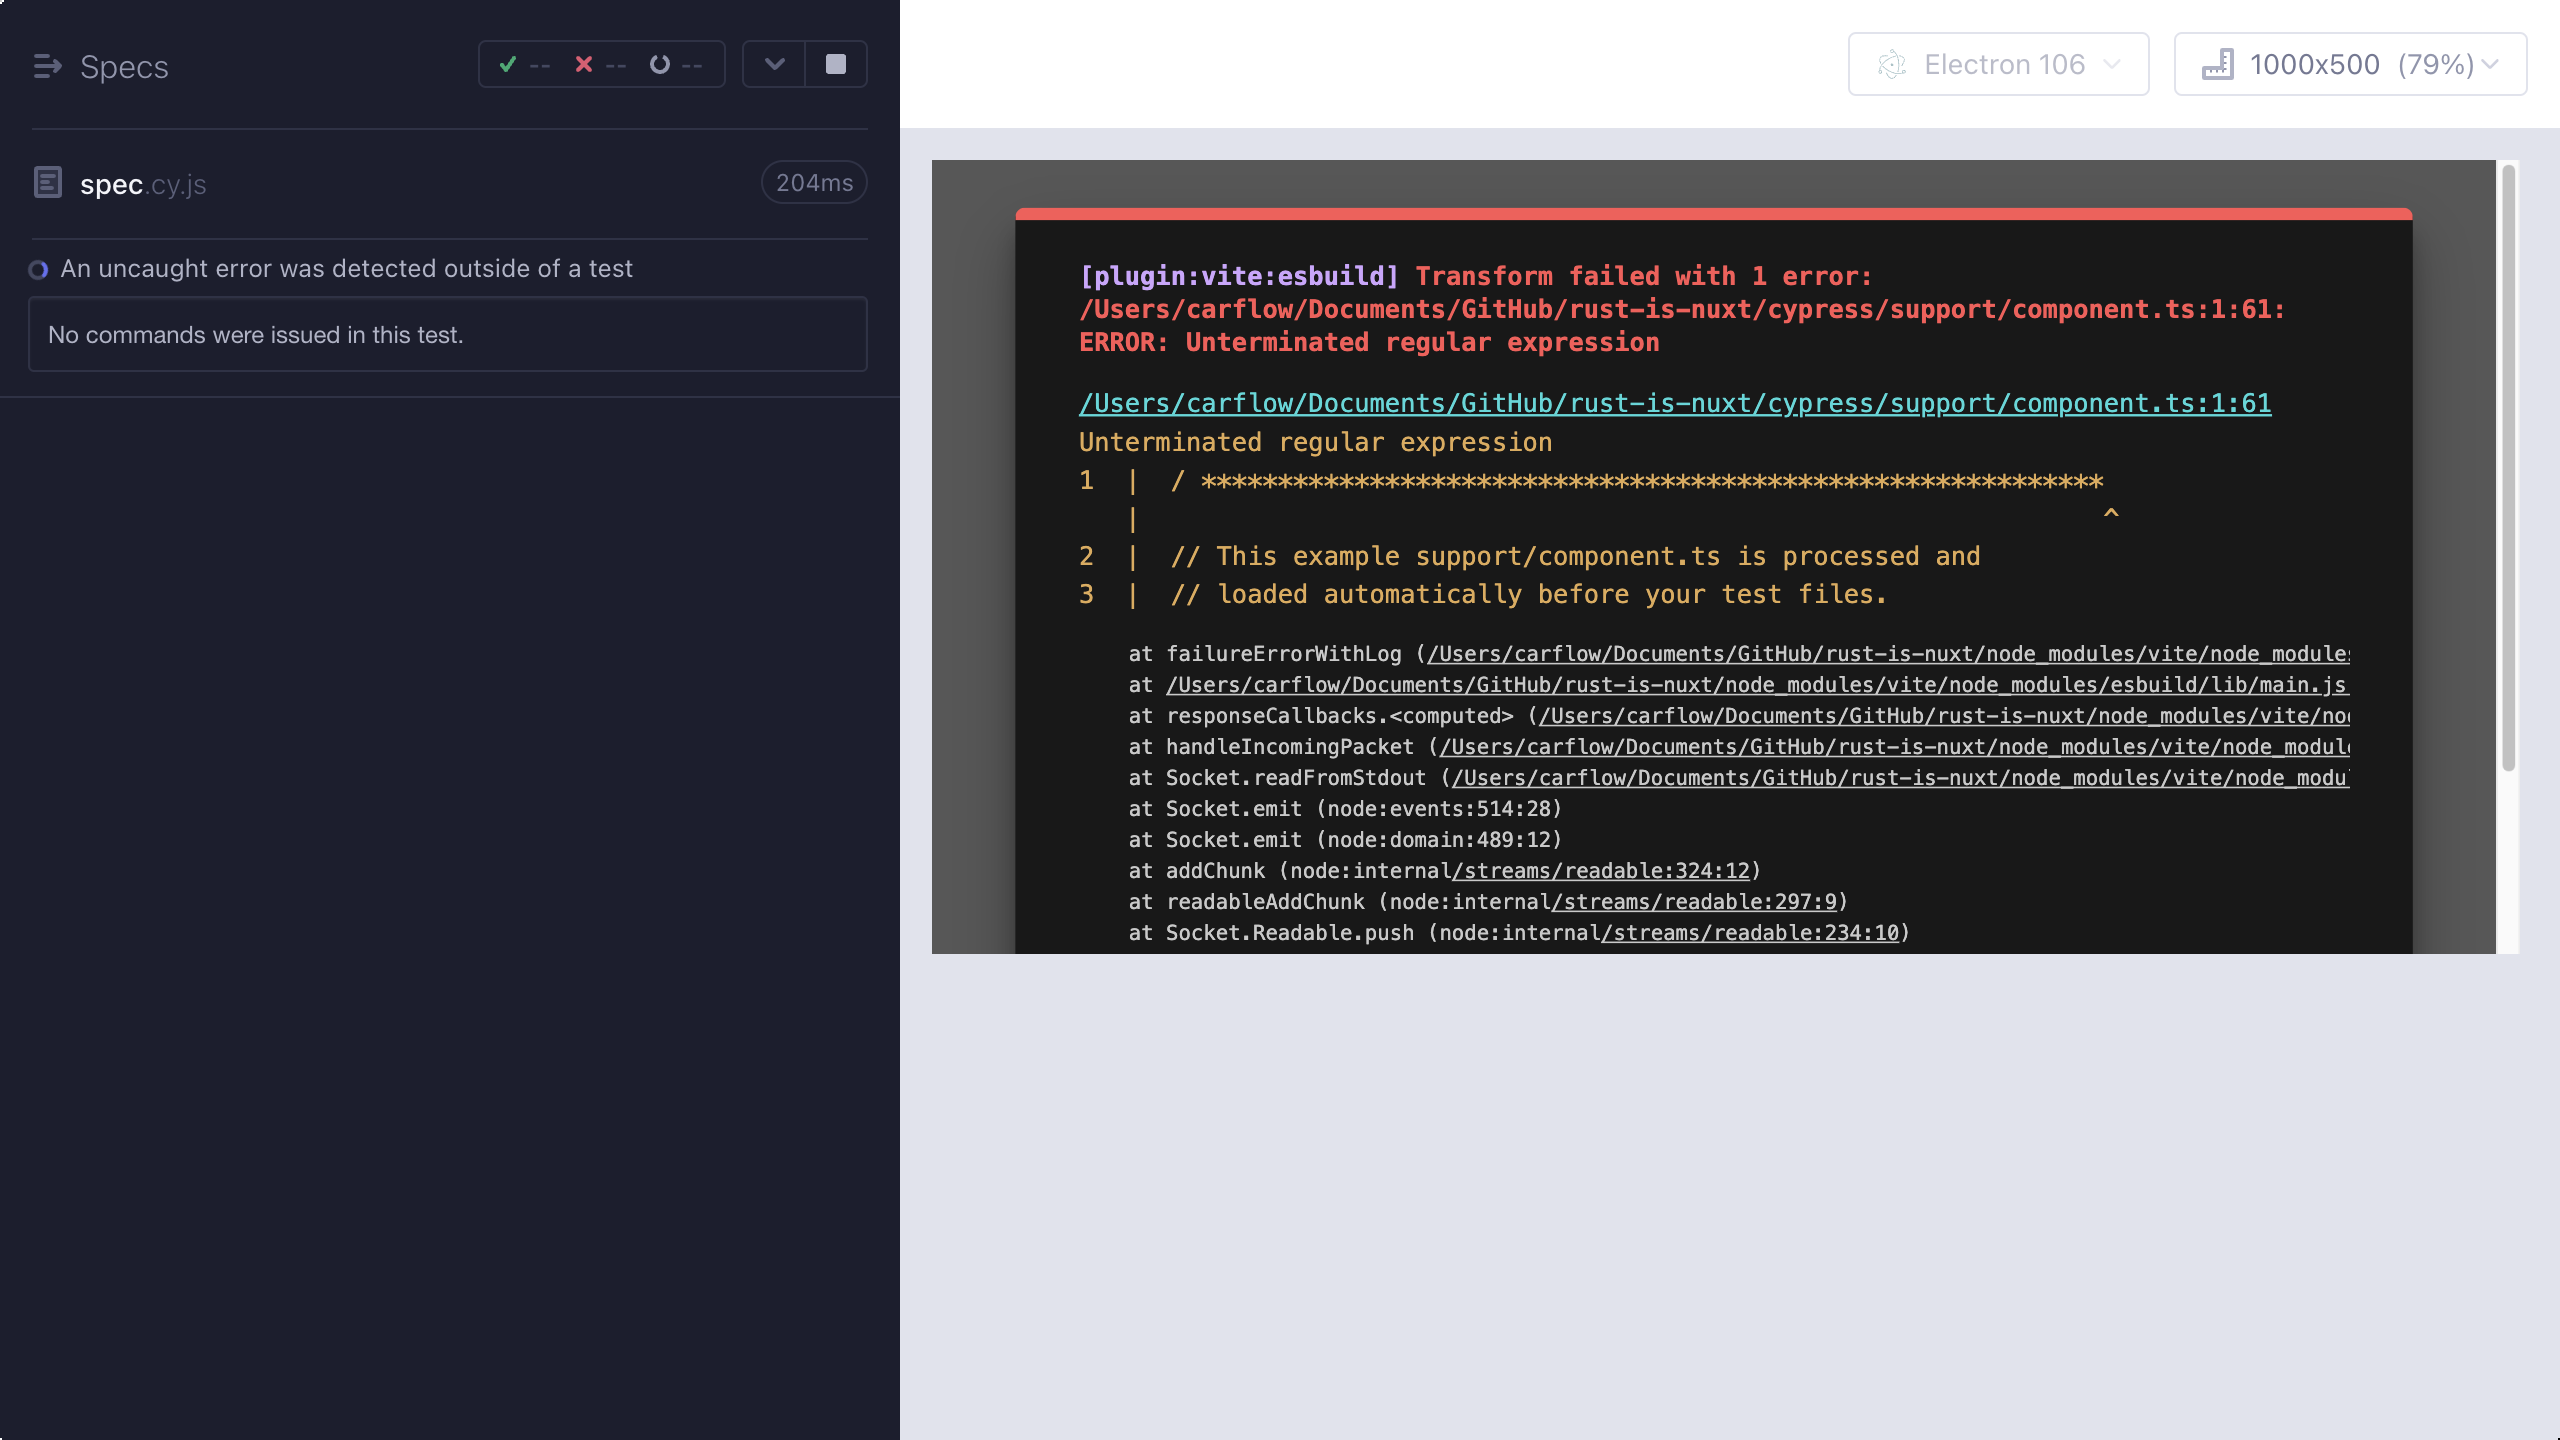 Specs
-- -- --
spec.cy.js
204ms
An uncaught error was detected outside of a test
No commands were issued in this test.
Electron 106
1000x500 (79%)
[plugin:vite:esbuild] Transform failed with 1 error:
/Users/carflow/Documents/GitHub/rust-is-nuxt/cypress/support/component.ts:1:61:
ERROR: Unterminated regular expression
/Users/carflow/Documents/GitHub/rust-is-nuxt/cypress/support/component.ts:1:61
Unterminated regular expression
1 | / ***********************************************************
| ^
2 | // This example support/component.ts is processed and
3 | // loaded automatically before your test files.
at failureErrorWithLog (/Users/carflow/Documents/GitHub/rust-is-nuxt/node_modules/vite/node_modules
at /Users/carflow/Documents/GitHub/rust-is-nuxt/node_modules/vite/node_modules/esbuild/lib/main.js
at responseCallbacks.<computed> (/Users/carflow/Documents/GitHub/rust-is-nuxt/node_modules/vite/no
at handleIncomingPacket (/Users/carflow/Documents/GitHub/rust-is-nuxt/node_modules/vite/node_modul
at Socket.readFromStdout (/Users/carflow/Documents/GitHub/rust-is-nuxt/node_modules/vite/node_modu
at Socket.emit (node:events:514:28)
at Socket.emit (node:domain:489:12)
at addChunk (node:internal/streams/readable:324:12)
at readableAddChunk (node:internal/streams/readable:297:9)
at Socket.Readable.push (node:internal/streams/readable:234:10)